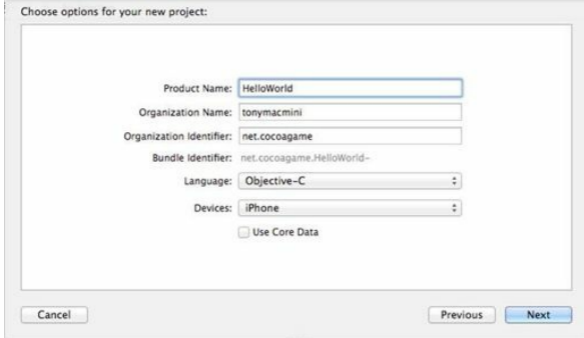 Choose options for your new project:
Product Name: HelloWorld
Organization Name: tonymacmini
Organization Identifier: net.cocoagame
Bundle Identifier: net.cocoagame.HelloWorld-
Language: Objective-C
Devices: iPhone
Use Core Data
Cancel Previous Next